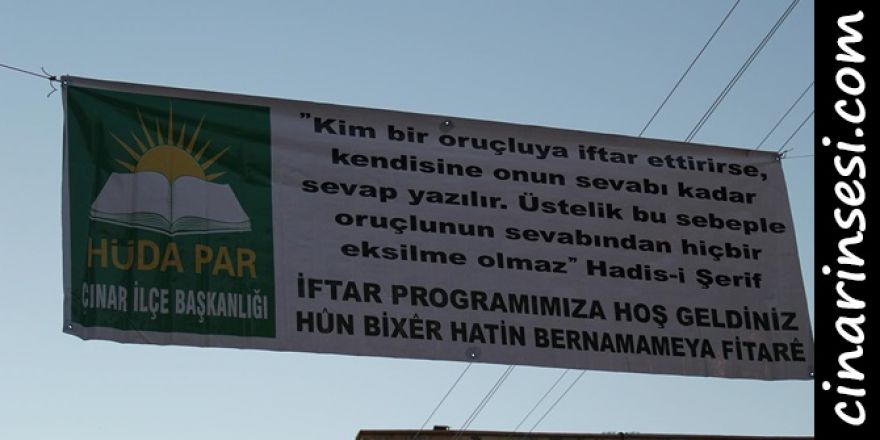 HÜDA PAR
ÇINAR İLÇE BAŞKANLIĞI
"Kim bir oruçluya iftar ettirirse,
kendisine onun sevabı kadar
sevap yazılır. Üstelik bu sebeple
oruçlunun sevabından hiçbir
eksilme olmaz" Hadis-i Şerif
İFTAR PROGRAMIMIZA HOŞ GELDİNİZ
HÛN BIXÊR HATIN BERNAMAMEYA FITARÊ
cinarinsesi.com